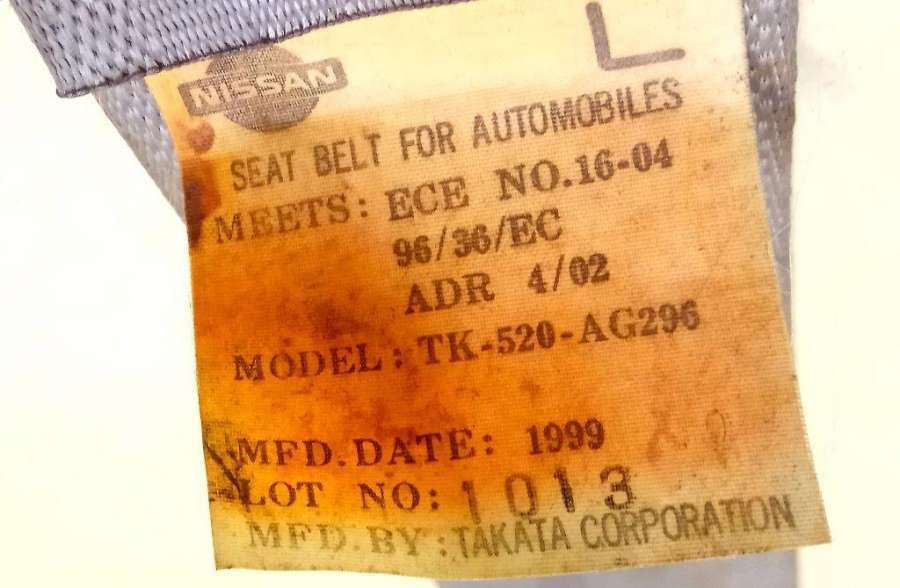 L
NISSAN
SEAT BELT FOR AUTOMOBILES
MEETS: ECE NO.16-04
96/36/EC
ADR 4/02
MODEL: TK-520-AG296
MFD.DATE: 1999
LOT NO: 1013
MFD.BY: TAKATA CORPORATION